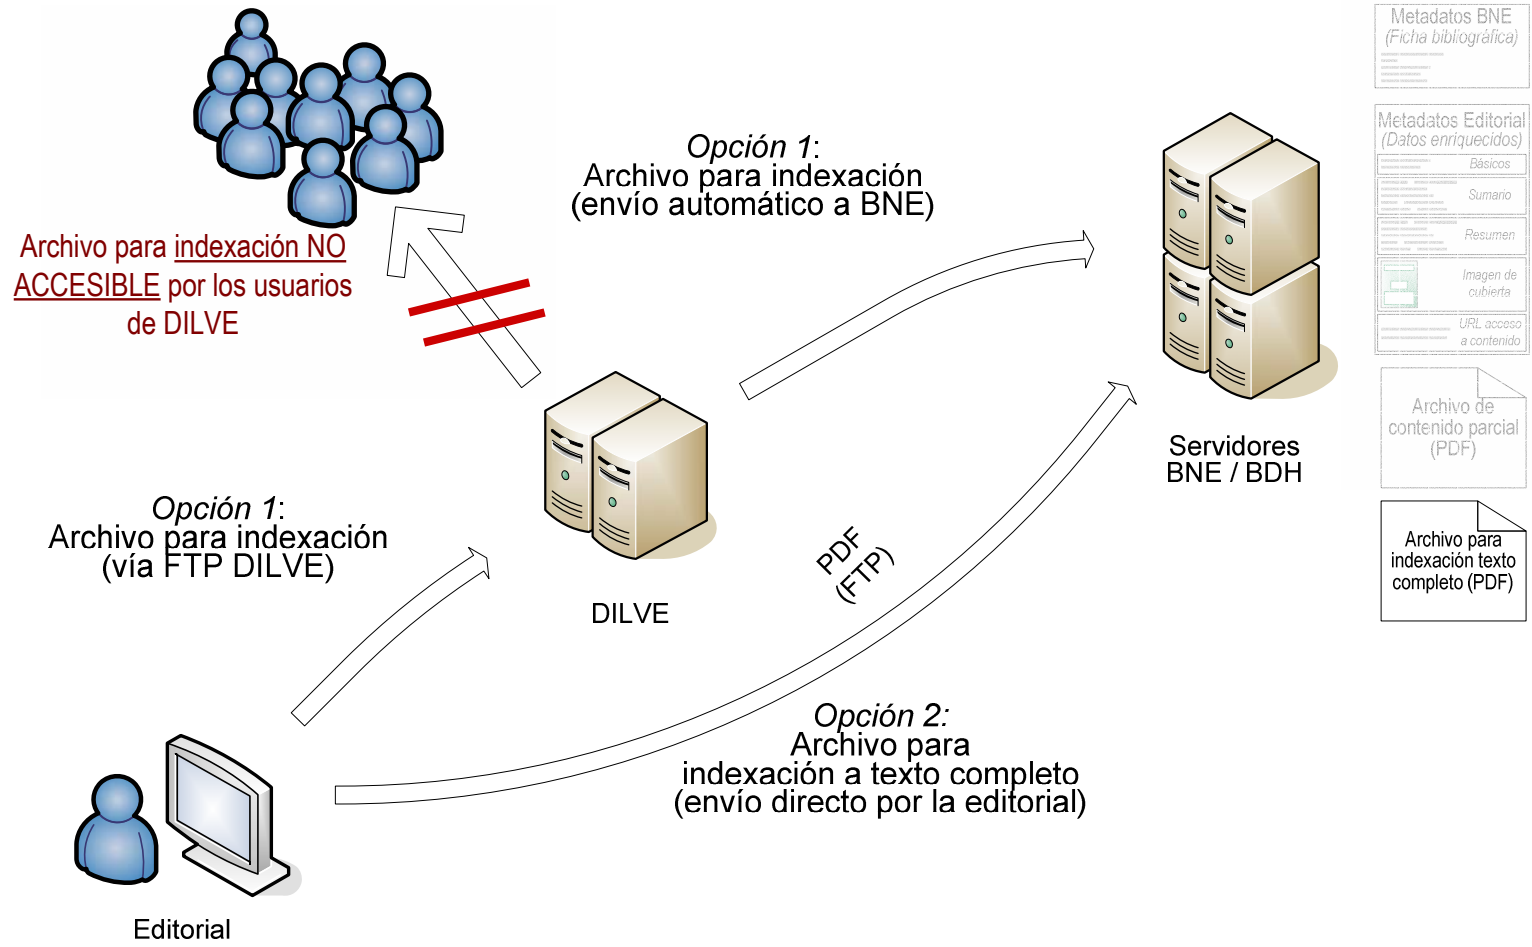 Opción 1:
Archivo para indexación
(envío automático a BNE)
Archivo para indexación NO
ACCESIBLE por los usuarios
de DILVE
Opción 1:
Archivo para indexación
(vía FTP DILVE)
DILVE
PDF
(FTP)
Opción 2:
Archivo para
indexación a texto completo
(envío directo por la editorial)
Editorial
Servidores
BNE / BDH
Metadatos BNE
(Ficha bibliográfica)
Metadatos Editorial
(Datos enriquecidos)
Básicos
Sumario
Resumen
Imagen de
cubierta
URL acceso
a contenido
Archivo de
contenido parcial
(PDF)
Archivo para
indexación texto
completo (PDF)